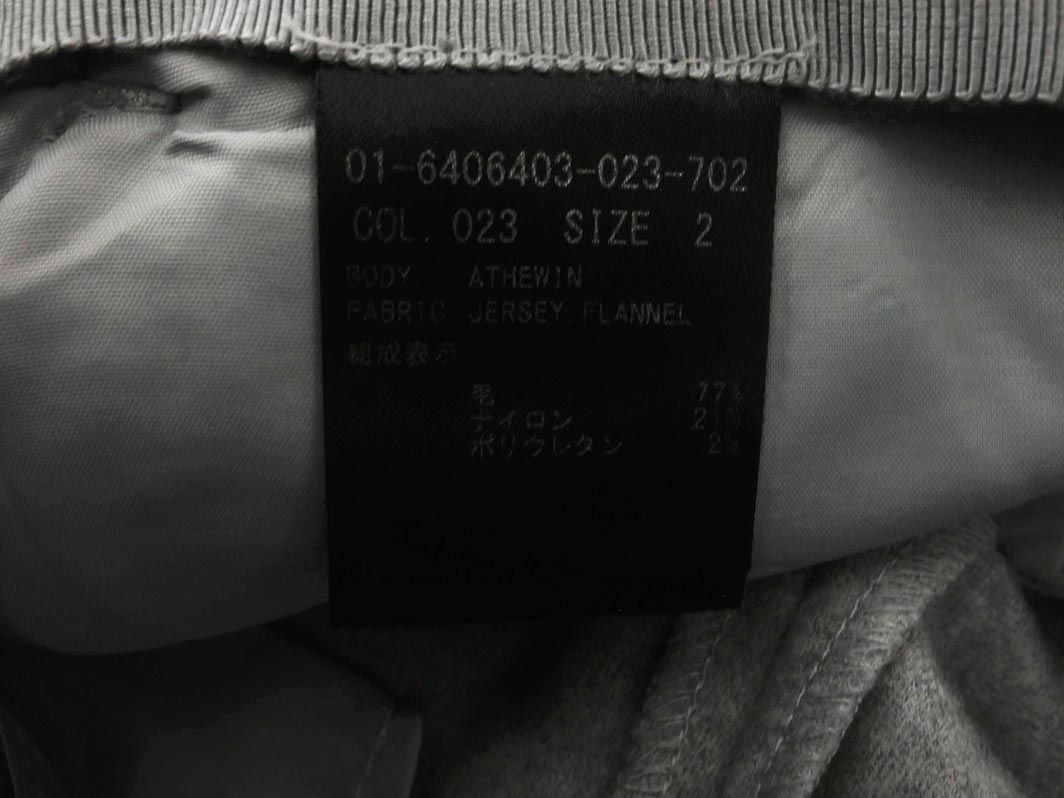 01-6406403-023-702
COL. 023 SIZE 2
BODY ATHEWIN
FABRIC. JERSEY.FLANNEL
組成表示
毛 77%
ナイロン 21%
ポリウレタン 2%